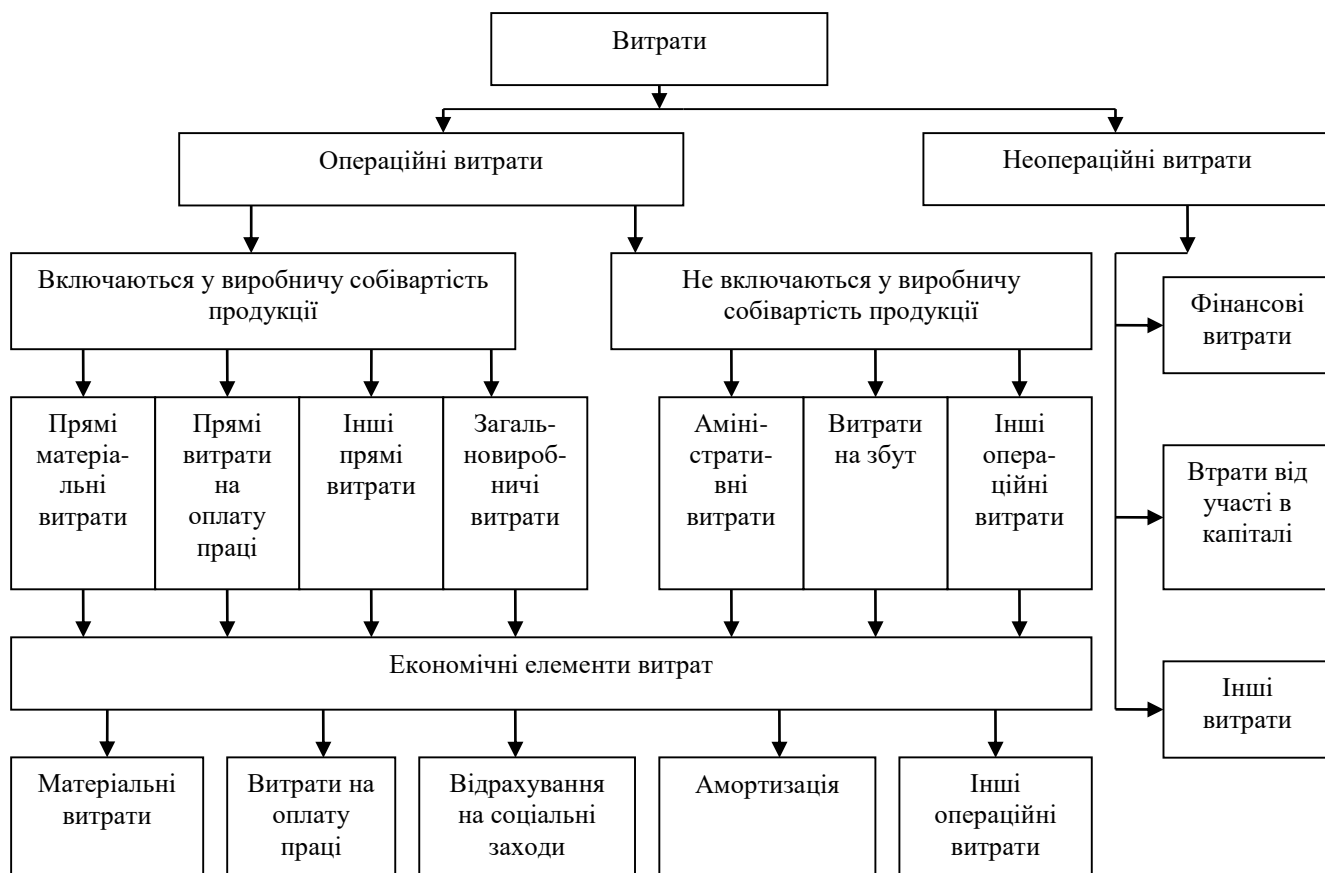 Витрати
Операційні витрати
Неопераційні витрати
Включаються у виробничу собівартість
продукції
Не включаються у виробничу
собівартість продукції
Фінансові
витрати
Прямі
матеріа-
льні
витрати
Прямі
витрати
на
оплату
праці
Інші
прямі
витрати
Загаль-
новироб-
ничі
витрати
Аміні-
страти-
вні
витрати
Витрати
на збут
Інші
опера-
ційні
витрати
Втрати від
участі в
капіталі
Економічні елементи витрат
Інші
витрати
Матеріальні
витрати
Витрати на
оплату
праці
Відрахування
на соціальні
заходи
Амортизація
Інші
операційні
витрати